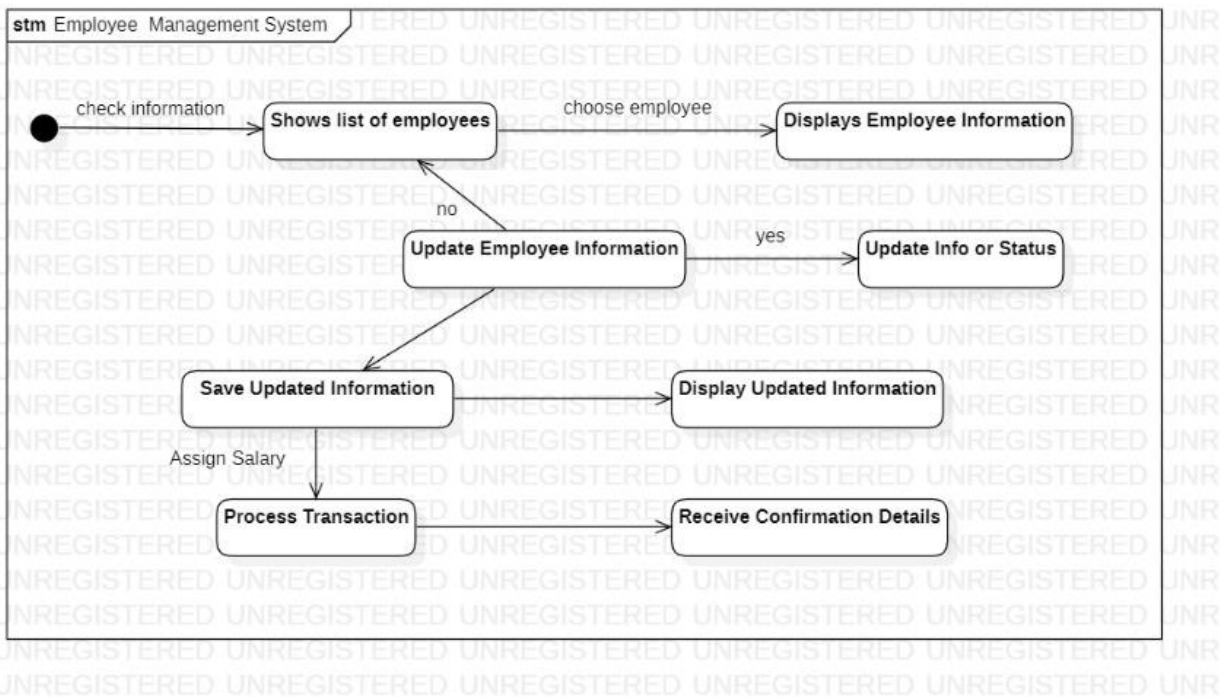 stm Employee Management System
check information
Shows list of employees
choose employee
Displays Employee Information
no
Update Employee Information
yes
Update Info or Status
Save Updated Information
Display Updated Information
Assign Salary
Process Transaction
Receive Confirmation Details
UNREGISTERED